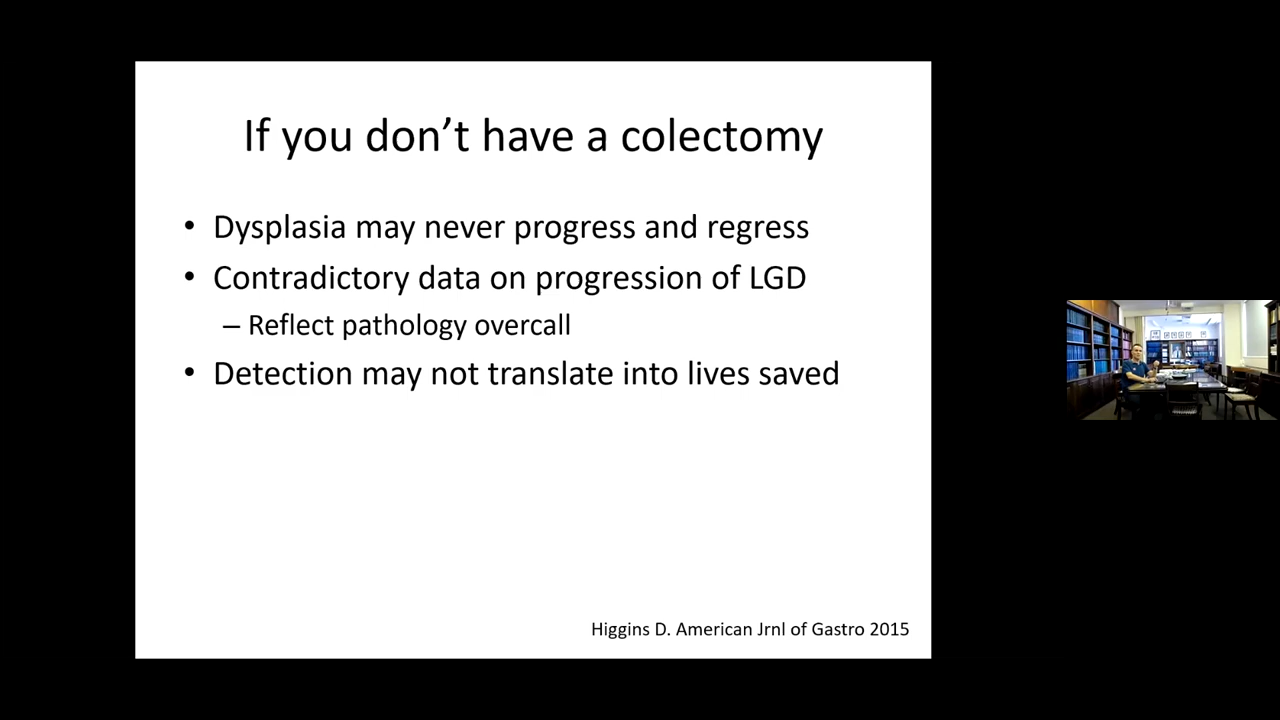 If you don’t have a colectomy
• Dysplasia may never progress and regress
• Contradictory data on progression of LGD
– Reflect pathology overcall
• Detection may not translate into lives saved
Higgins D. American Jrnl of Gastro 2015